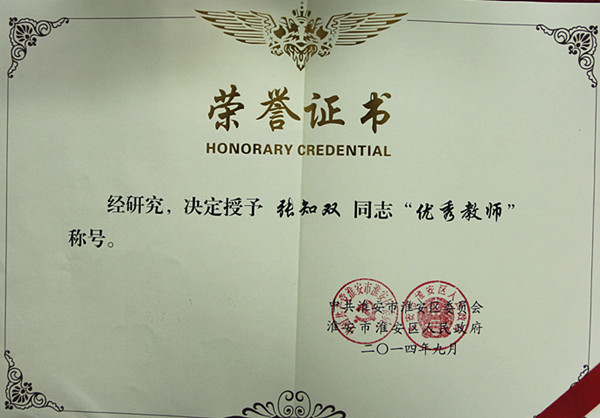 荣誉证书
HONORARY CREDENTIAL
经研究，决定授予 张知双 同志“优秀教师”
称号。
中共淮安市淮安区委员会
淮安市淮安区人民政府
二〇一四年九月